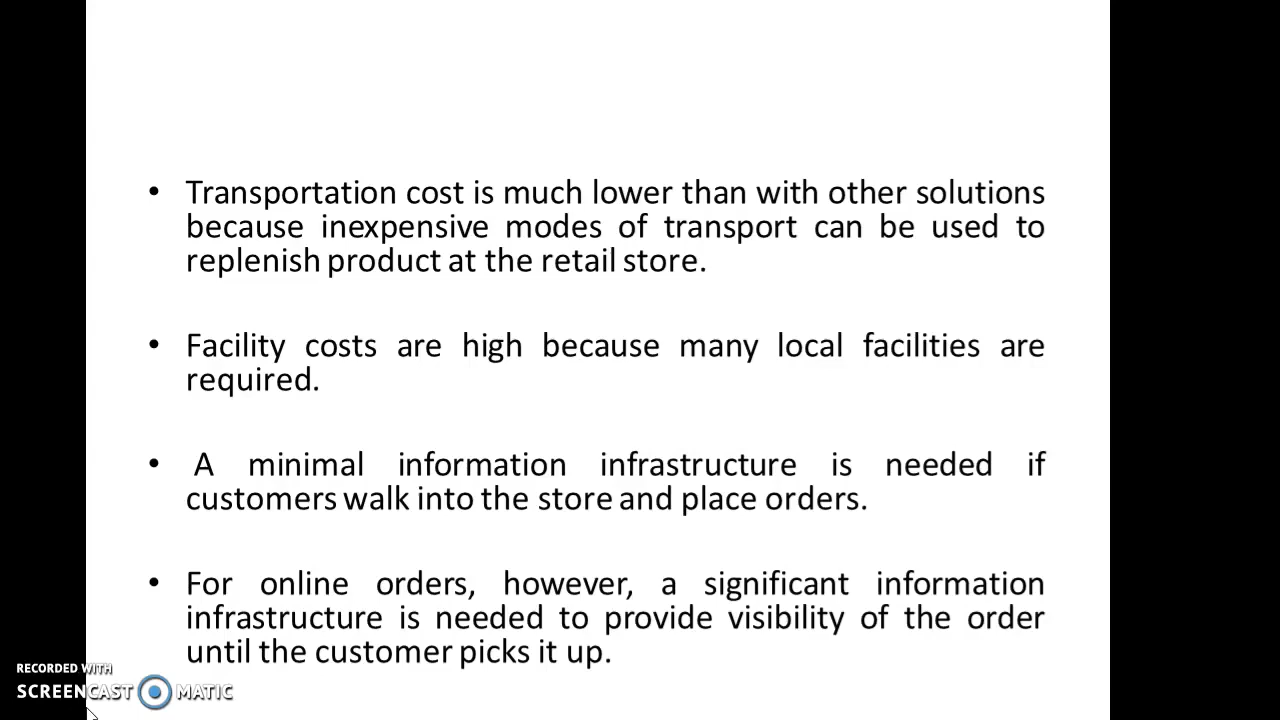 • Transportation cost is much lower than with other solutions
because inexpensive modes of transport can be used to
replenish product at the retail store.
• Facility costs are high because many local facilities are
required.
• A minimal information infrastructure is needed if
customers walk into the store and place orders.
• For online orders, however, a significant information
infrastructure is needed to provide visibility of the order
until the customer picks it up.
RECORDED WITH
SCREENCAST MATIC